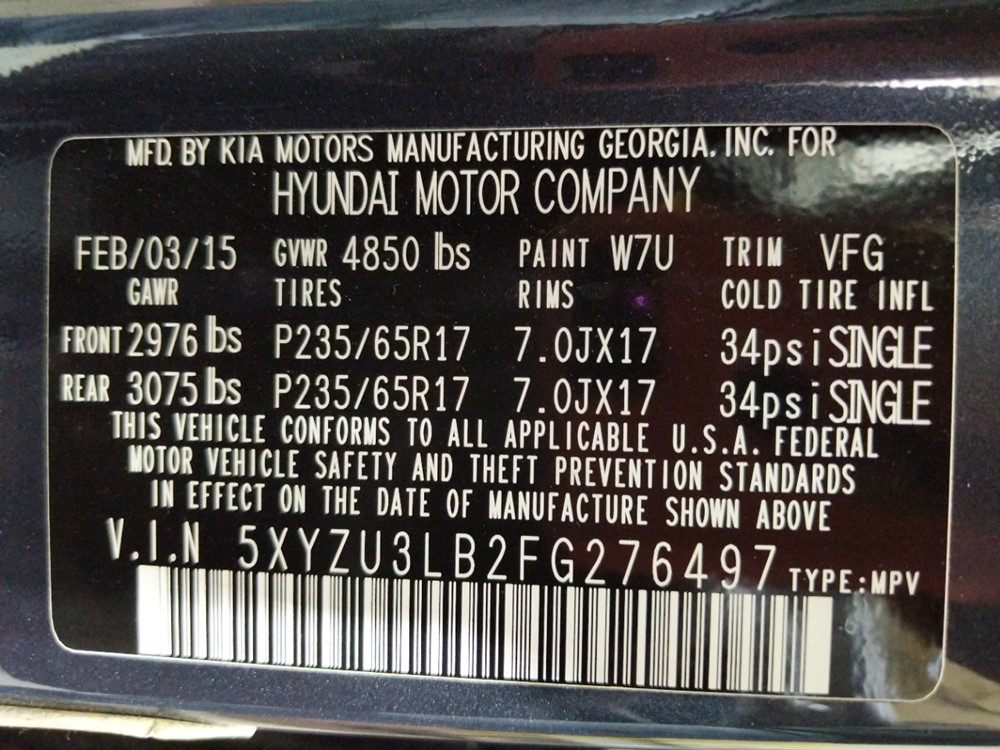 MFD. BY KIA MOTORS MANUFACTURING GEORGIA, INC. FOR
HYUNDAI MOTOR COMPANY
FEB/03/15 GVWR 4850 lbs PAINT W7U TRIM VFG
GAWR TIRES RIMS COLD TIRE INFL
FRONT 2976 lbs P235/65R17 7.0JX17 34psi SINGLE
REAR 3075 lbs P235/65R17 7.0JX17 34psi SINGLE
THIS VEHICLE CONFORMS TO ALL APPLICABLE U.S.A. FEDERAL
MOTOR VEHICLE SAFETY AND THEFT PREVENTION STANDARDS
IN EFFECT ON THE DATE OF MANUFACTURE SHOWN ABOVE
V.I.N 5XYZU3LB2FG276497 TYPE:MPV